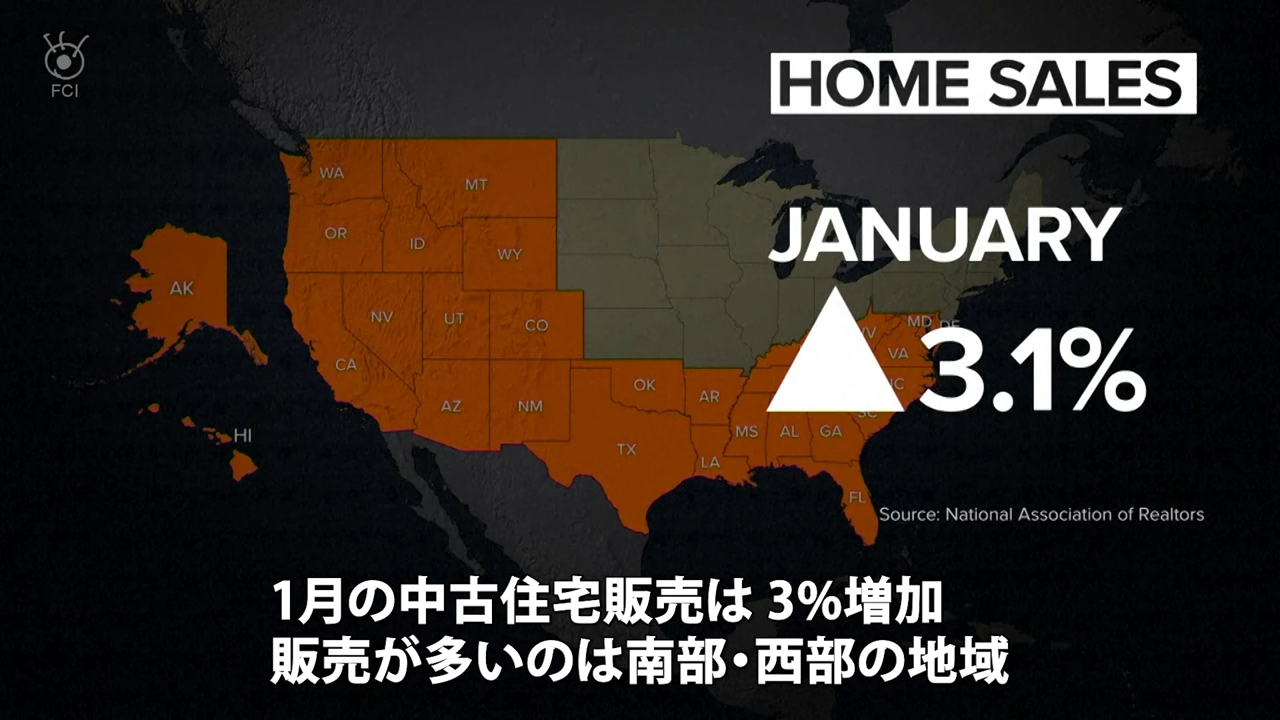 FCI
HOME SALES
JANUARY
3.1%
WA
MT
OR
ID
WY
AK
NV
UT
CO
CA
AZ
NM
OK
AR
TX
LA
MS
AL
GA
FL
SC
VA
MD
DE
HI
Source: National Association of Realtors
1月の中古住宅販売は 3%増加
販売が多いのは南部・西部の地域